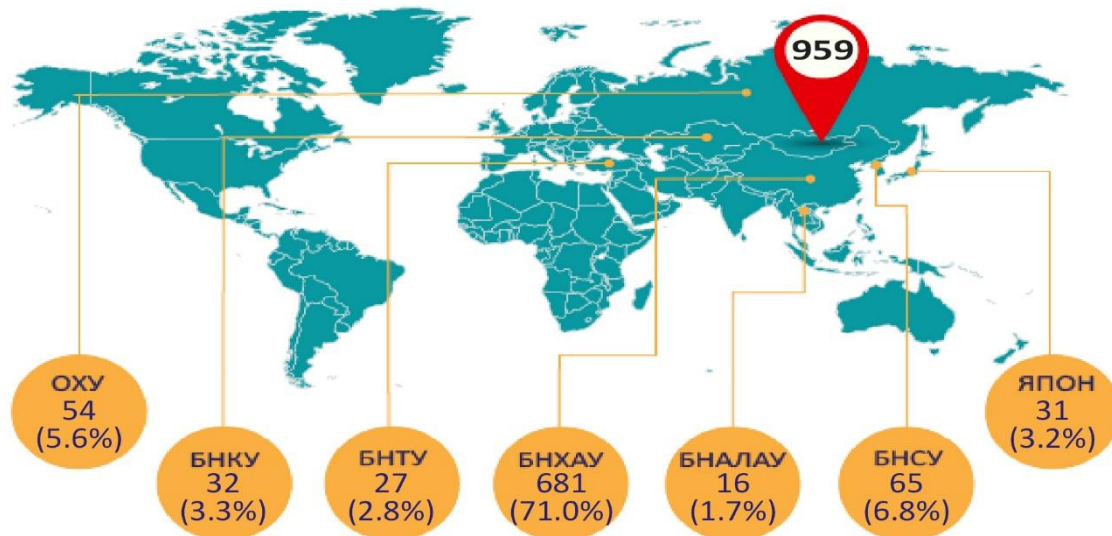 959
ОХУ
54
(5.6%)
БНКУ
32
(3.3%)
БНТУ
27
(2.8%)
БНХАУ
681
(71.0%)
БНАЛАУ
16
(1.7%)
БНСУ
65
(6.8%)
ЯПОН
31
(3.2%)